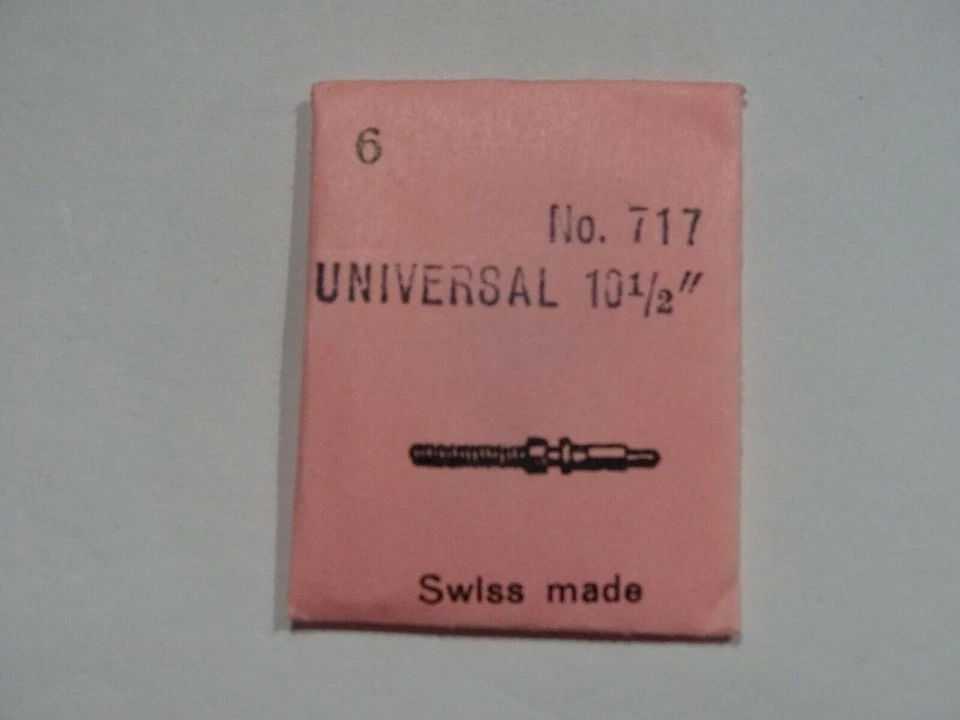 6
No. 717
UNIVERSAL 10½″
Swiss made